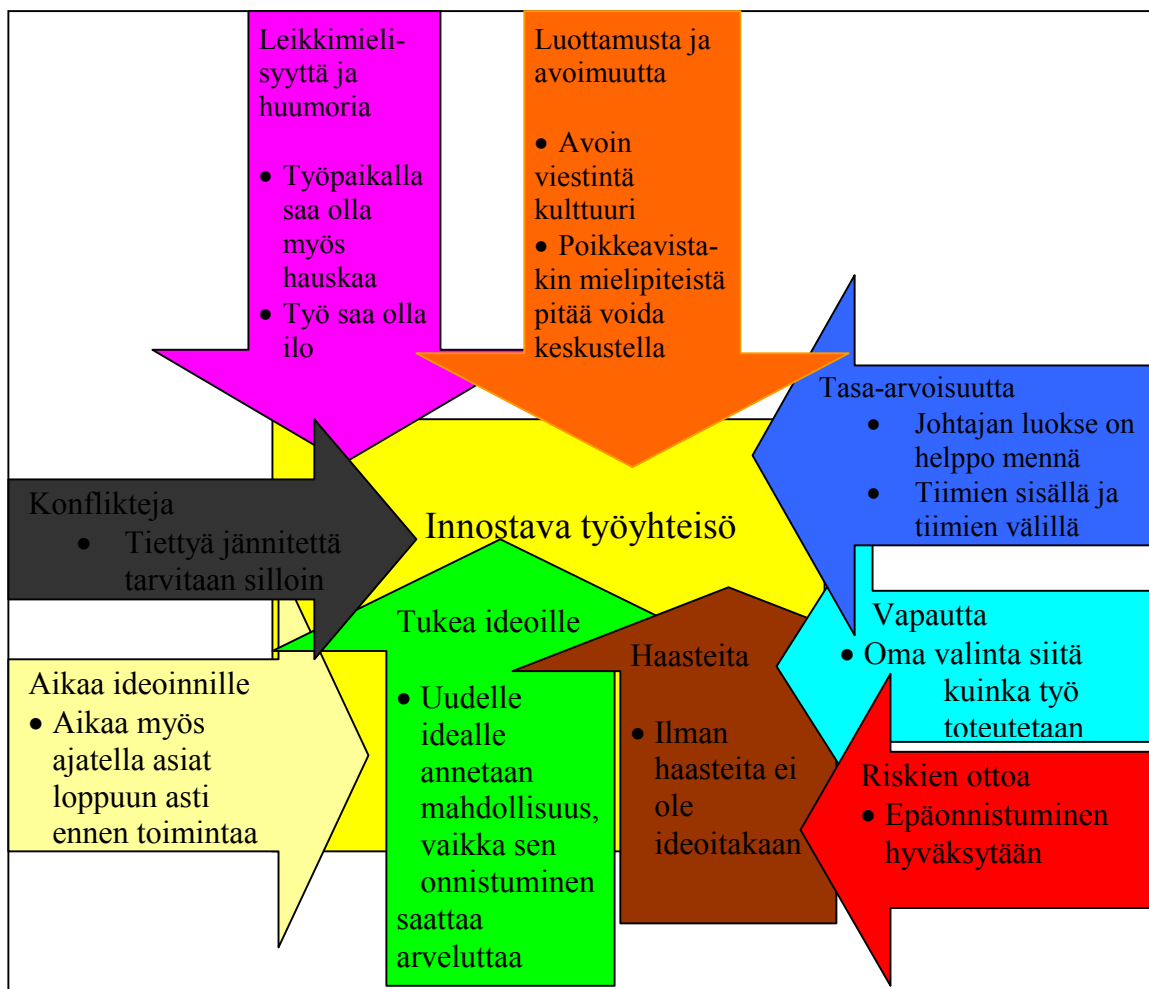 Leikkimieli-
syyttä ja
huumoria
• Työpaikalla
saa olla
myös
hauskaa
• Työ saa olla
ilo
Luottamusta ja
avoimuutta
• Avoin
viestintä
kulttuuri
• Poikkeavista-
kin mielipiteistä
pitää voida
keskustella
Tasa-arvoisuutta
• Johtajan luokse on
helppo mennä
• Tiimien sisällä ja
tiimien välillä
Konflikteja
• Tiettyä jännitettä
tarvitaan silloin
Innostava työyhteisö
Vapautta
• Oma valinta siitä
kuinka työ
toteutetaan
Aikaa ideoinnille
• Aikaa myös
ajatella asiat
loppuun asti
ennen toimintaa
Tukea ideoille
• Uudelle
idealle
annetaan
mahdollisuus,
vaikka sen
onnistuminen
saattaa
arveluttaa
Haasteita
• Ilman
haasteita ei
ole
ideoitakaan
Riskien ottoa
• Epäonnistuminen
hyväksytään